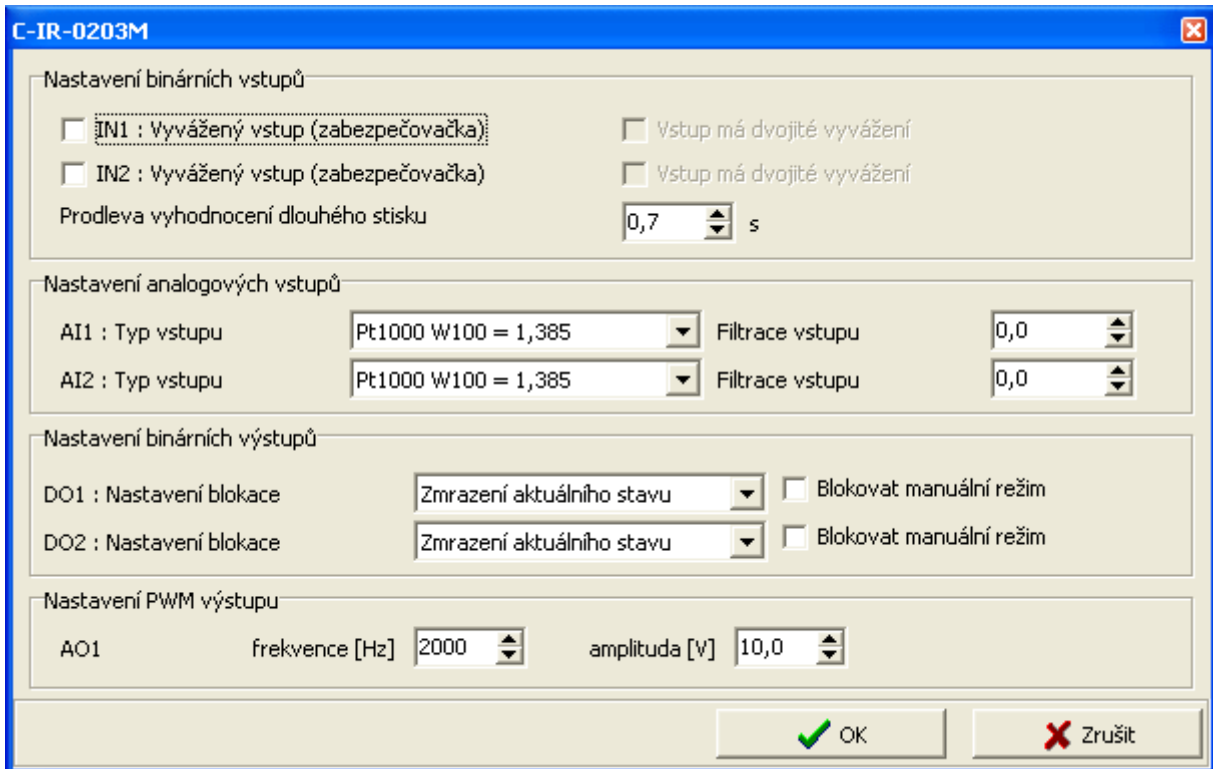 C-IR-0203M
Nastavení binárních vstupů
IN1 : Vyvážený vstup (zabezpečovačka) Vstup má dvojité vyvážení
IN2 : Vyvážený vstup (zabezpečovačka) Vstup má dvojité vyvážení
Prodleva vyhodnocení dlouhého stisku 0,7 s
Nastavení analogových vstupů
AI1 : Typ vstupu Pt1000 W100 = 1,385 Filtrace vstupu 0,0
AI2 : Typ vstupu Pt1000 W100 = 1,385 Filtrace vstupu 0,0
Nastavení binárních výstupů
DO1 : Nastavení blokace Zmrazení aktuálního stavu Blokovat manuální režim
DO2 : Nastavení blokace Zmrazení aktuálního stavu Blokovat manuální režim
Nastavení PWM výstupu
AO1 frekvence [Hz] 2000 amplituda [V] 10,0
OK Zrušit